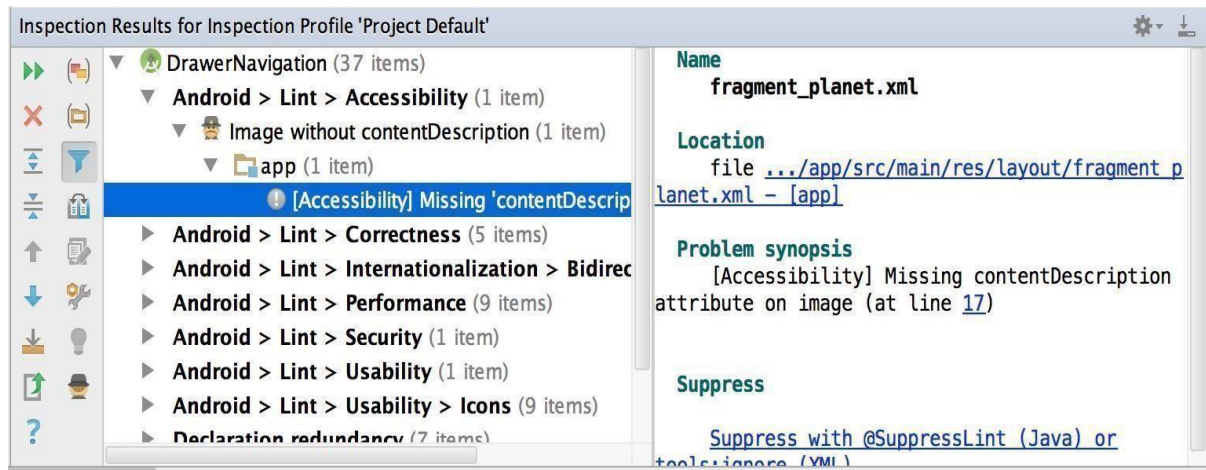 Inspection Results for Inspection Profile 'Project Default'
DrawerNavigation (37 items)
Android > Lint > Accessibility (1 item)
Image without contentDescription (1 item)
app (1 item)
[Accessibility] Missing 'contentDescrip
Android > Lint > Correctness (5 items)
Android > Lint > Internationalization > Bidirec
Android > Lint > Performance (9 items)
Android > Lint > Security (1 item)
Android > Lint > Usability (1 item)
Android > Lint > Usability > Icons (9 items)
Declaration redundancy (7 items)
Name
fragment_planet.xml
Location
file .../app/src/main/res/layout/fragment_p
lanet.xml – [app]
Problem synopsis
[Accessibility] Missing contentDescription
attribute on image (at line 17)
Suppress
Suppress with @SuppressLint (Java) or
tools:ignore (XML)